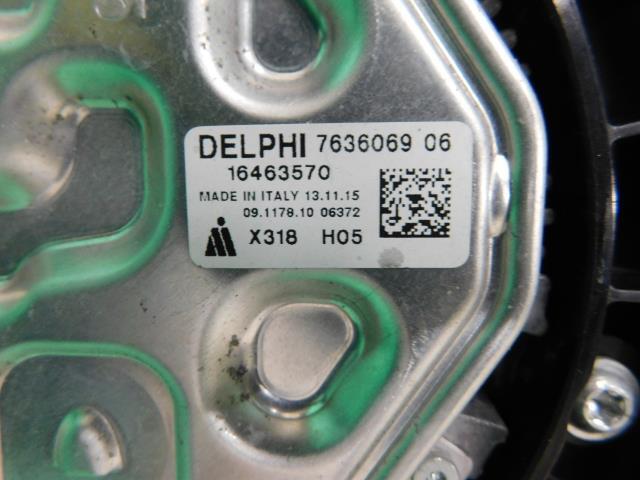 DELPHI 7636069 06
16463570
MADE IN ITALY 13.11.15
09.1178.10 06372
X318 H05